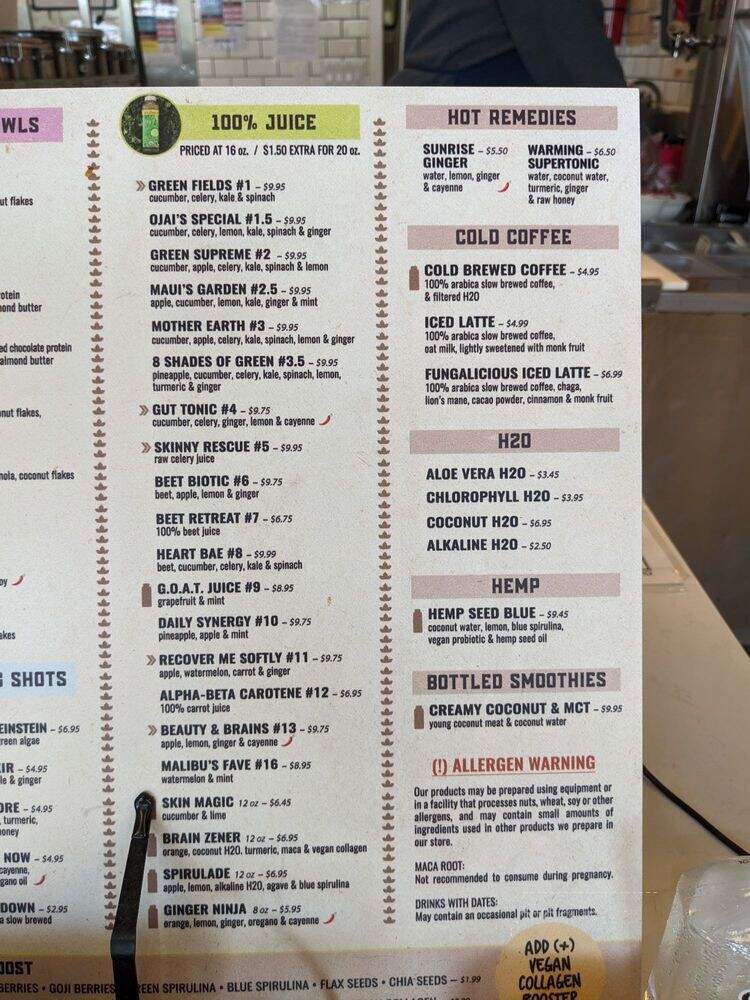 WLS
ut flakes
otein
ond butter
ed chocolate protein
almond butter
nut flakes,
nola, coconut flakes
oy
akes
G SHOTS
EINSTEIN – $6.95
reen algae
XIR – $4.95
le & ginger
ORE – $4.95
, turmeric,
oney
NOW – $4.95
cayenne,
gano oil
DOWN – $2.95
a slow brewed
100% JUICE
PRICED AT 16 oz. / $1.50 EXTRA FOR 20 oz.
» GREEN FIELDS #1 – $9.95
cucumber, celery, kale & spinach
OJAI'S SPECIAL #1.5 – $9.95
cucumber, celery, lemon, kale, spinach & ginger
GREEN SUPREME #2 – $9.95
cucumber, apple, celery, kale, spinach & lemon
MAUI'S GARDEN #2.5 – $9.95
apple, cucumber, lemon, kale, ginger & mint
MOTHER EARTH #3 – $9.95
cucumber, apple, celery, kale, spinach, lemon & ginger
8 SHADES OF GREEN #3.5 – $9.95
pineapple, cucumber, celery, kale, spinach, lemon,
turmeric & ginger
» GUT TONIC #4 – $9.75
cucumber, celery, ginger, lemon & cayenne
» SKINNY RESCUE #5 – $9.95
raw celery juice
BEET BIOTIC #6 – $9.75
beet, apple, lemon & ginger
BEET RETREAT #7 – $6.75
100% beet juice
HEART BAE #8 – $9.99
beet, cucumber, celery, kale & spinach
G.O.A.T. JUICE #9 – $8.95
grapefruit & mint
DAILY SYNERGY #10 – $9.75
pineapple, apple & mint
» RECOVER ME SOFTLY #11 – $9.75
apple, watermelon, carrot & ginger
ALPHA-BETA CAROTENE #12 – $6.95
100% carrot juice
» BEAUTY & BRAINS #13 – $9.75
apple, lemon, ginger & cayenne
MALIBU'S FAVE #16 – $8.95
watermelon & mint
SKIN MAGIC 12 oz – $6.45
cucumber & lime
BRAIN ZENER 12 oz – $6.95
orange, coconut H20. turmeric, maca & vegan collagen
SPIRULADE 12 oz – $6.95
apple, lemon, alkaline H20, agave & blue spirulina
GINGER NINJA 8 oz – $5.95
orange, lemon, ginger, oregano & cayenne
HOT REMEDIES
SUNRISE – $5.50
GINGER
water, lemon, ginger
& cayenne
WARMING – $6.50
SUPERTONIC
water, coconut water,
turmeric, ginger
& raw honey
COLD COFFEE
COLD BREWED COFFEE – $4.95
100% arabica slow brewed coffee,
& filtered H20
ICED LATTE – $4.99
100% arabica slow brewed coffee,
oat milk, lightly sweetened with monk fruit
FUNGALICIOUS ICED LATTE – $6.99
100% arabica slow brewed coffee, chaga,
lion's mane, cacao powder, cinnamon & monk fruit
H20
ALOE VERA H20 – $3.45
CHLOROPHYLL H20 – $3.95
COCONUT H20 – $6.95
ALKALINE H20 – $2.50
HEMP
HEMP SEED BLUE – $9.45
coconut water, lemon, blue spirulina,
vegan probiotic & hemp seed oil
BOTTLED SMOOTHIES
CREAMY COCONUT & MCT – $9.95
young coconut meat & coconut water
(!) ALLERGEN WARNING
Our products may be prepared using equipment or
in a facility that processes nuts, wheat, soy or other
allergens, and may contain small amounts of
ingredients used in other products we prepare in
our store.
MACA ROOT:
Not recommended to consume during pregnancy.
DRINKS WITH DATES:
May contain an occasional pit or pit fragments.
OOST
BERRIES • GOJI BERRIES REEN SPIRULINA • BLUE SPIRULINA • FLAX SEEDS • CHIA SEEDS – $1.99
ADD (+)
VEGAN
COLLAGEN
BOOSTER